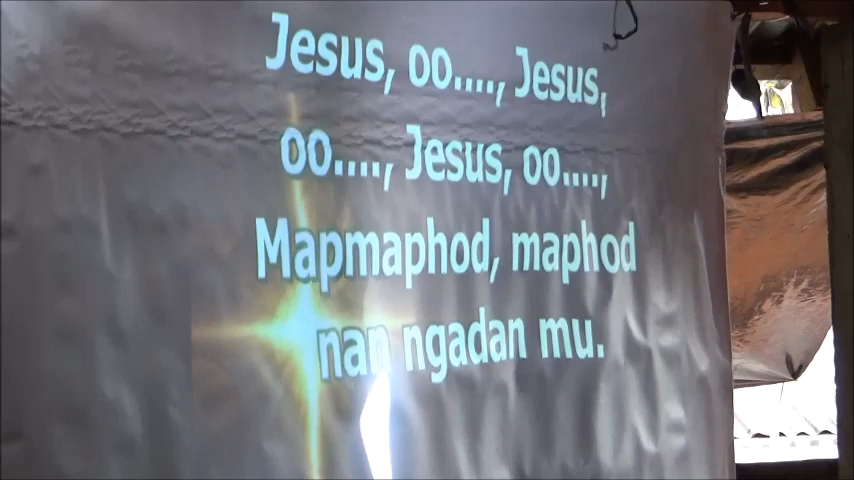 Jesus, oo...., Jesus,
oo...., Jesus, oo....,
Mapmaphod, maphod
nan ngadan mu.